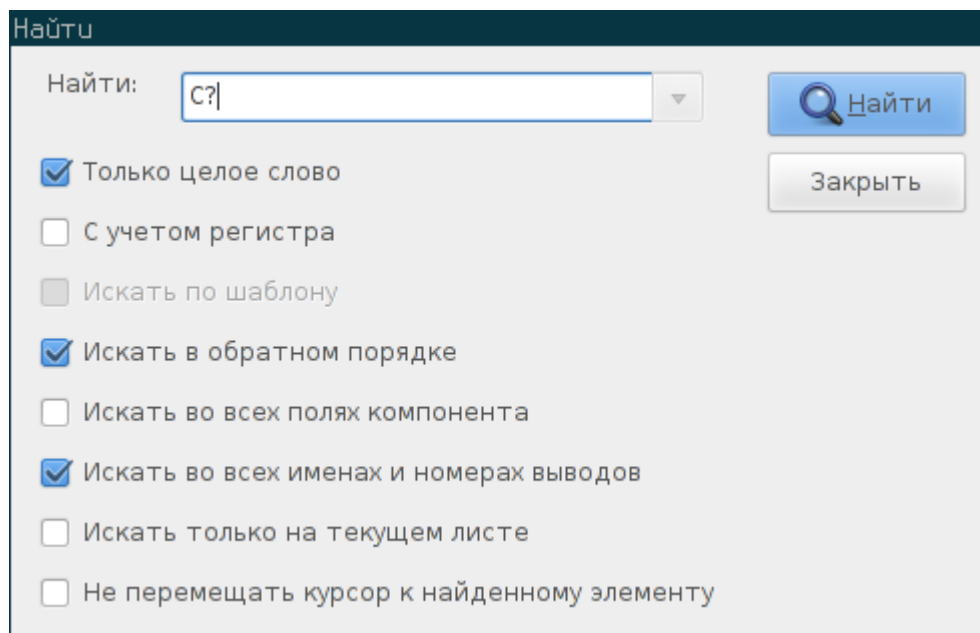 Найти
Найти:
C?
Найти
Только целое слово
Закрыть
С учетом регистра
Искать по шаблону
Искать в обратном порядке
Искать во всех полях компонента
Искать во всех именах и номерах выводов
Искать только на текущем листе
Не перемещать курсор к найденному элементу